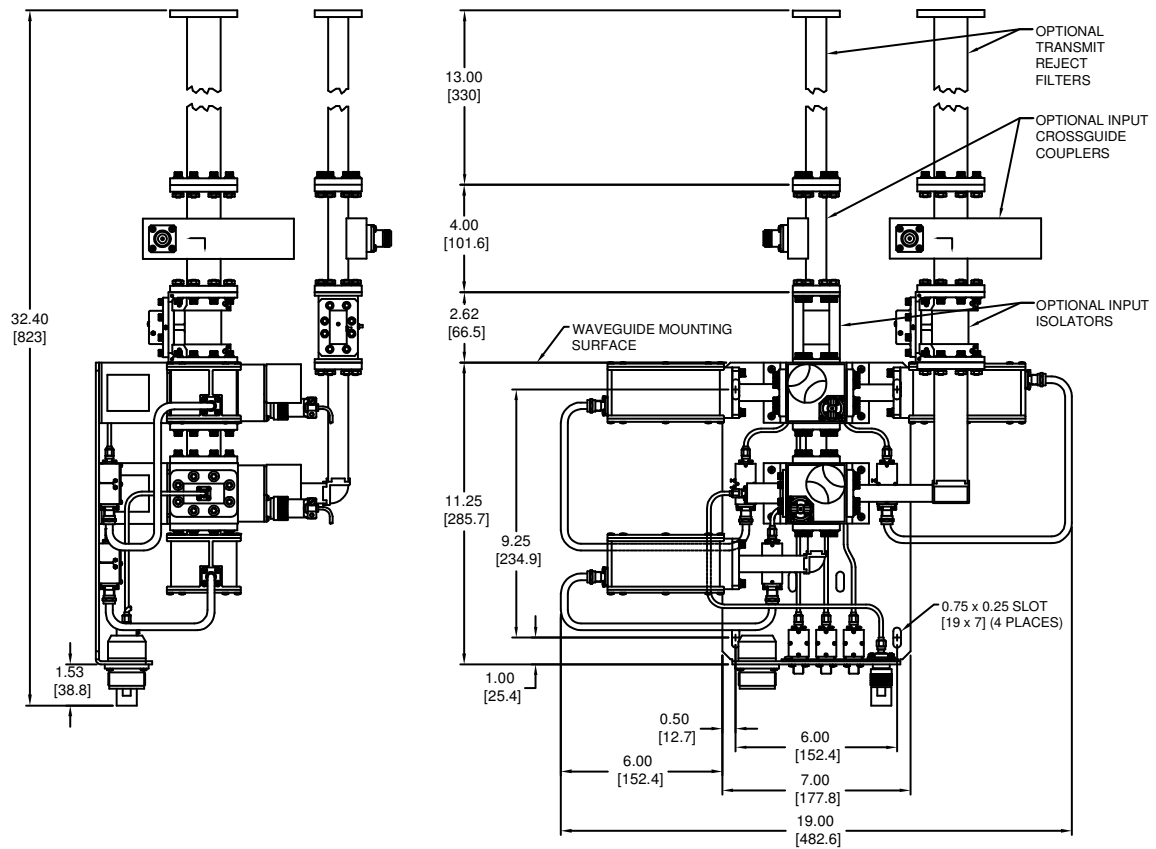 OPTIONAL
TRANSMIT
REJECT
FILTERS
13.00
[330]
OPTIONAL INPUT
CROSSGUIDE
COUPLERS
4.00
[101.6]
32.40
[823]
2.62
[66.5]
OPTIONAL INPUT
ISOLATORS
WAVEGUIDE MOUNTING
SURFACE
11.25
[285.7]
9.25
[234.9]
0.75 x 0.25 SLOT
[19 x 7] (4 PLACES)
1.53
[38.8]
1.00
[25.4]
0.50
[12.7]
6.00
[152.4]
6.00
[152.4]
7.00
[177.8]
19.00
[482.6]